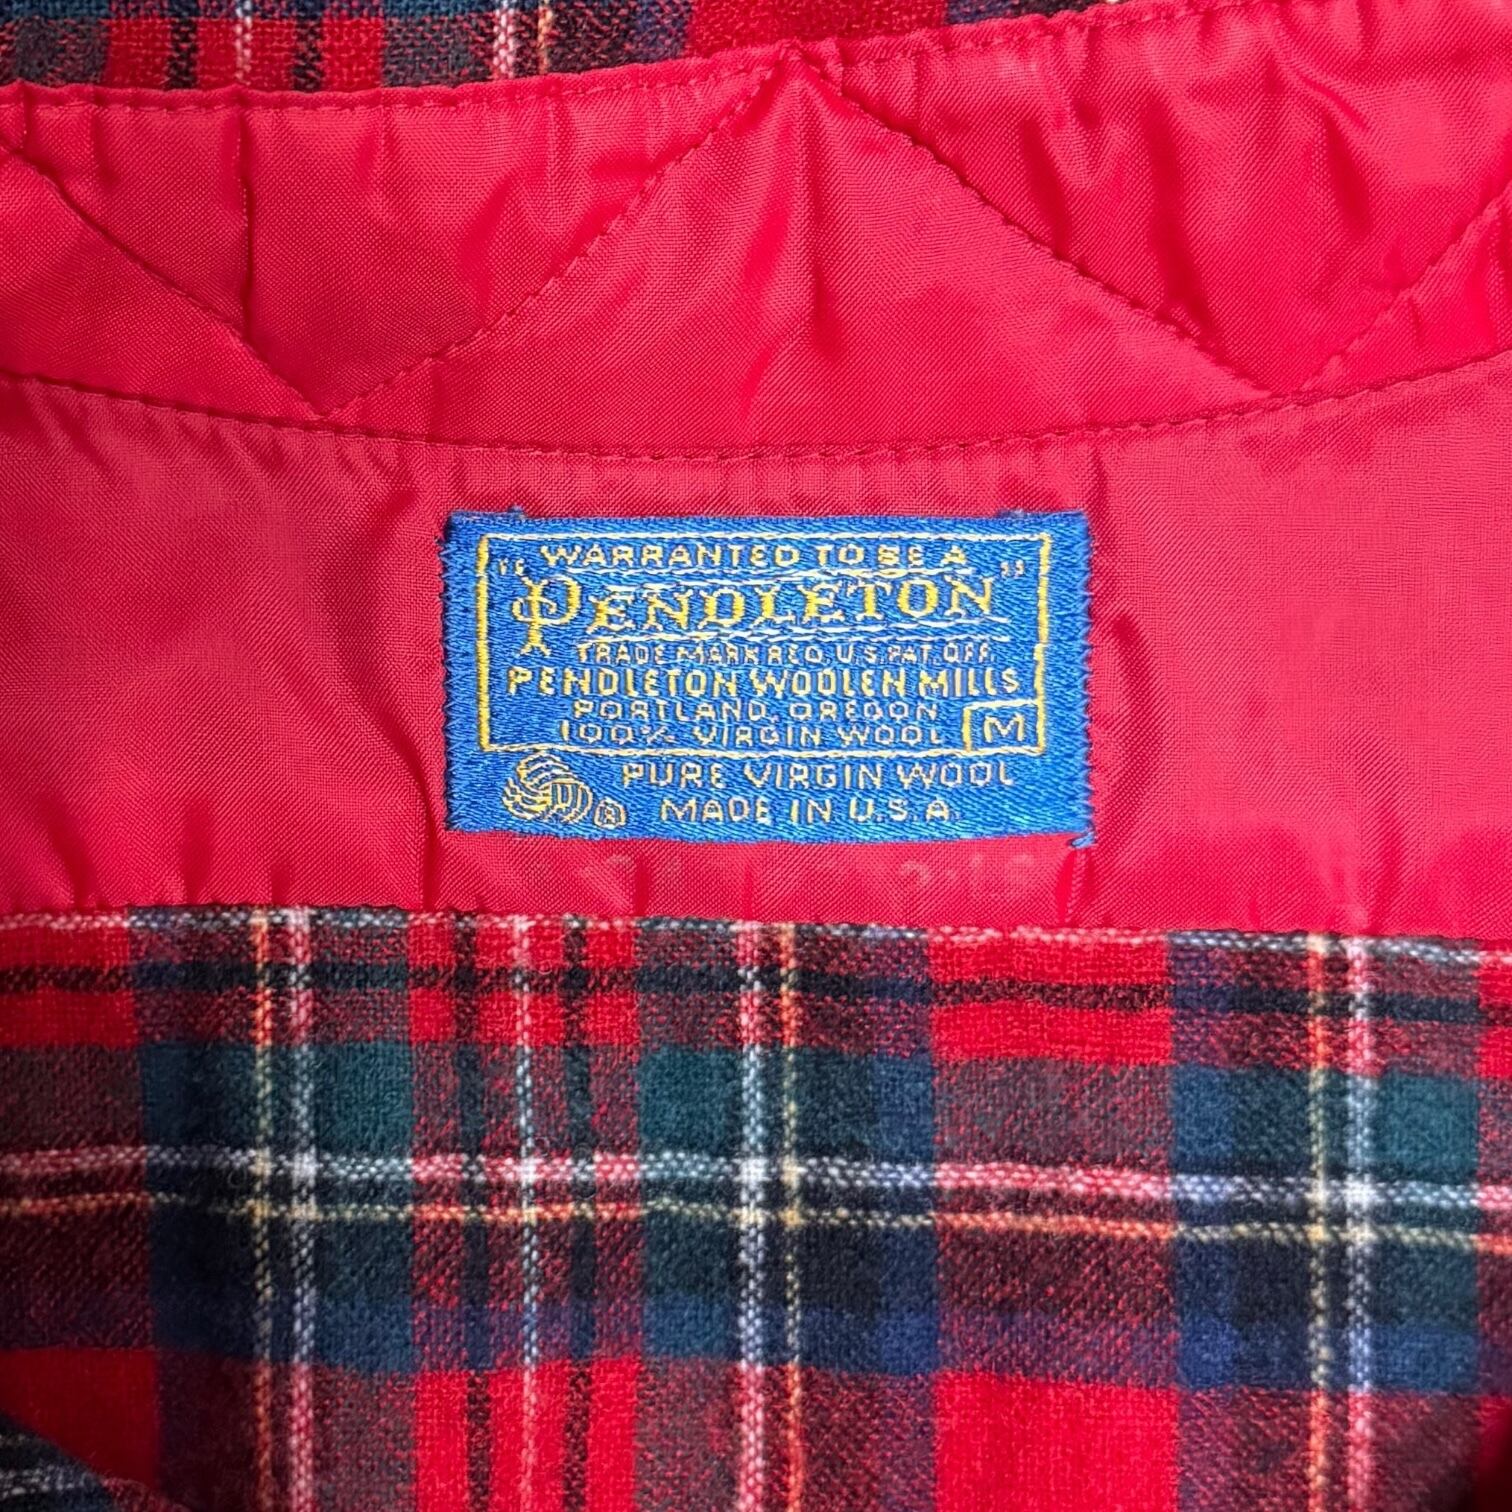 WARRANTED TO BE A
"PENDLETON"
TRADE MARK REG. U.S. PAT. OFF.
PENDLETON WOOLEN MILLS
PORTLAND, OREGON
100% VIRGIN WOOL M
PURE VIRGIN WOOL
® MADE IN U.S.A.